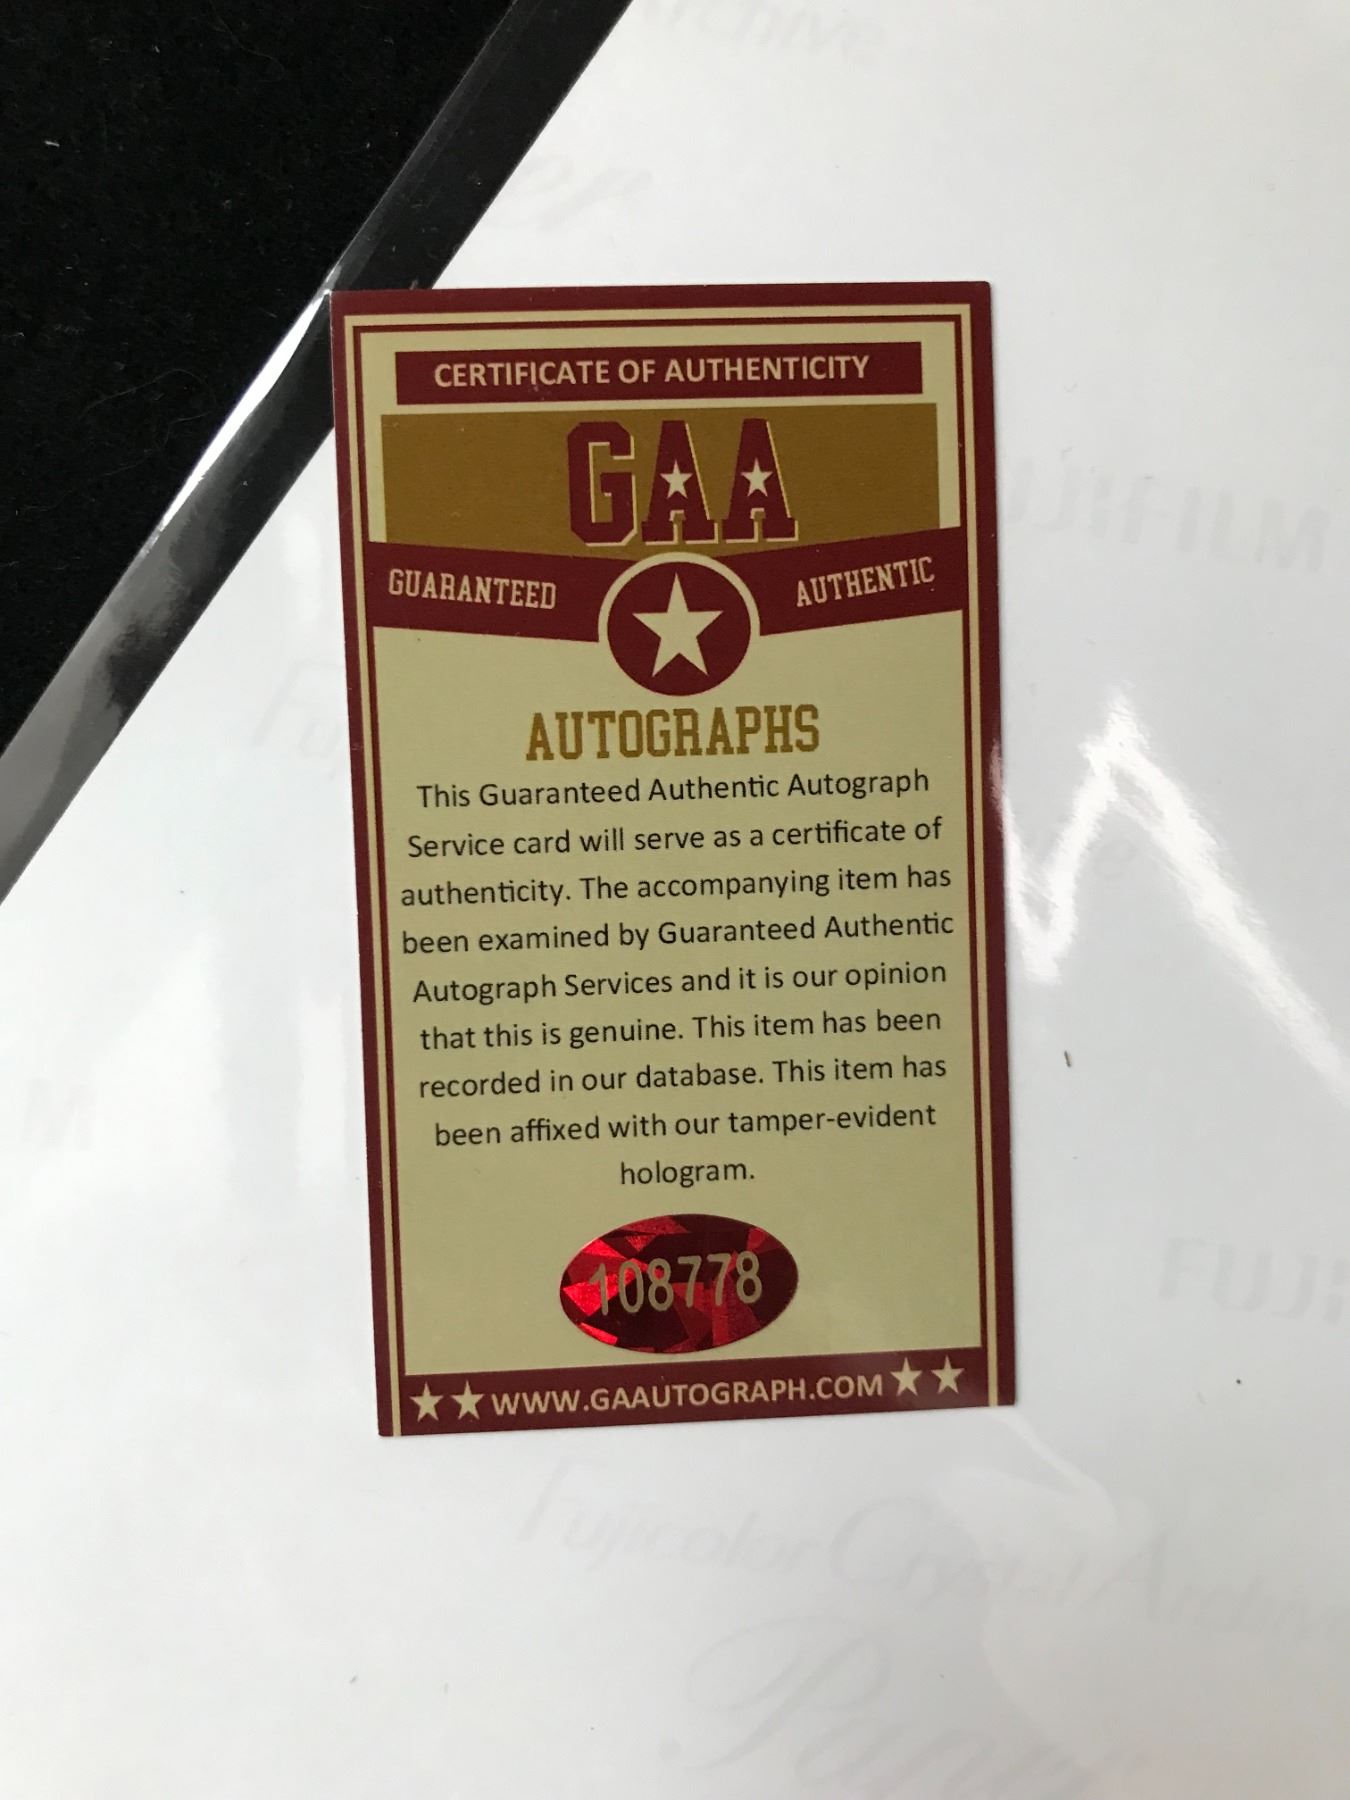 CERTIFICATE OF AUTHENTICITY
GAA
GUARANTEED AUTHENTIC
AUTOGRAPHS
This Guaranteed Authentic Autograph
Service card will serve as a certificate of
authenticity. The accompanying item has
been examined by Guaranteed Authentic
Autograph Services and it is our opinion
that this is genuine. This item has been
recorded in our database. This item has
been affixed with our tamper-evident
hologram.
108778
WWW.GAAUTOGRAPH.COM
Fujicolor Crystal Archive